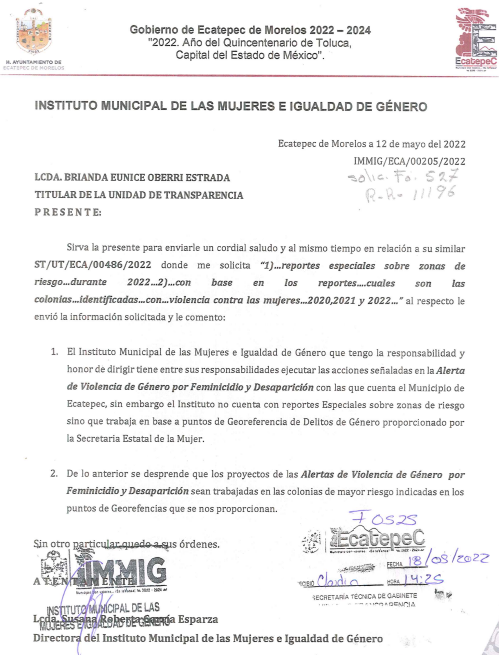 Gobierno de Ecatepec de Morelos 2022 – 2024
"2022. Año del Quincentenario de Toluca,
Capital del Estado de México".
H. AYUNTAMIENTO DE
ECATEPEC DE MORELOS
EcatepeC
INSTITUTO MUNICIPAL DE LAS MUJERES E IGUALDAD DE GÉNERO
Ecatepec de Morelos a 12 de mayo del 2022
IMMIG/ECA/00205/2022
Solic. Fo. 527
R-R- 11196
LCDA. BRIANDA EUNICE OBERRI ESTRADA
TITULAR DE LA UNIDAD DE TRANSPARENCIA
P R E S E N T E:
Sirva la presente para enviarle un cordial saludo y al mismo tiempo en relación a su similar
ST/UT/ECA/00486/2022 donde me solicita “1)...reportes especiales sobre zonas de
riesgo...durante 2022...2)...con base en los reportes....cuales son las
colonias...identificadas...con...violencia contra las mujeres...2020,2021 y 2022...” al respecto le
envió la información solicitada y le comento:
1. El Instituto Municipal de las Mujeres e Igualdad de Género que tengo la responsabilidad y
honor de dirigir tiene entre sus responsabilidades ejecutar las acciones señaladas en la Alerta
de Violencia de Género por Feminicidio y Desaparición con las que cuenta el Municipio de
Ecatepec, sin embargo el Instituto no cuenta con reportes Especiales sobre zonas de riesgo
sino que trabaja en base a puntos de Georeferencia de Delitos de Género proporcionado por
la Secretaria Estatal de la Mujer.
2. De lo anterior se desprende que los proyectos de las Alertas de Violencia de Género por
Feminicidio y Desaparición sean trabajadas en las colonias de mayor riesgo indicadas en los
puntos de Georefencias que se nos proporcionan.
Sin otro particular quedo a sus órdenes.
A T E N T A M E N T E
IMMIG
INSTITUTO MUNICIPAL DE LAS
MUJERES E IGUALDAD DE GÉNERO
Lcda. Susana Roberta García Esparza
Directora del Instituto Municipal de las Mujeres e Igualdad de Género
F0525
EcatepeC
FECHA 18/08/2022
Claudia
HORA 14:25
SECRETARÍA TÉCNICA DE GABINETE